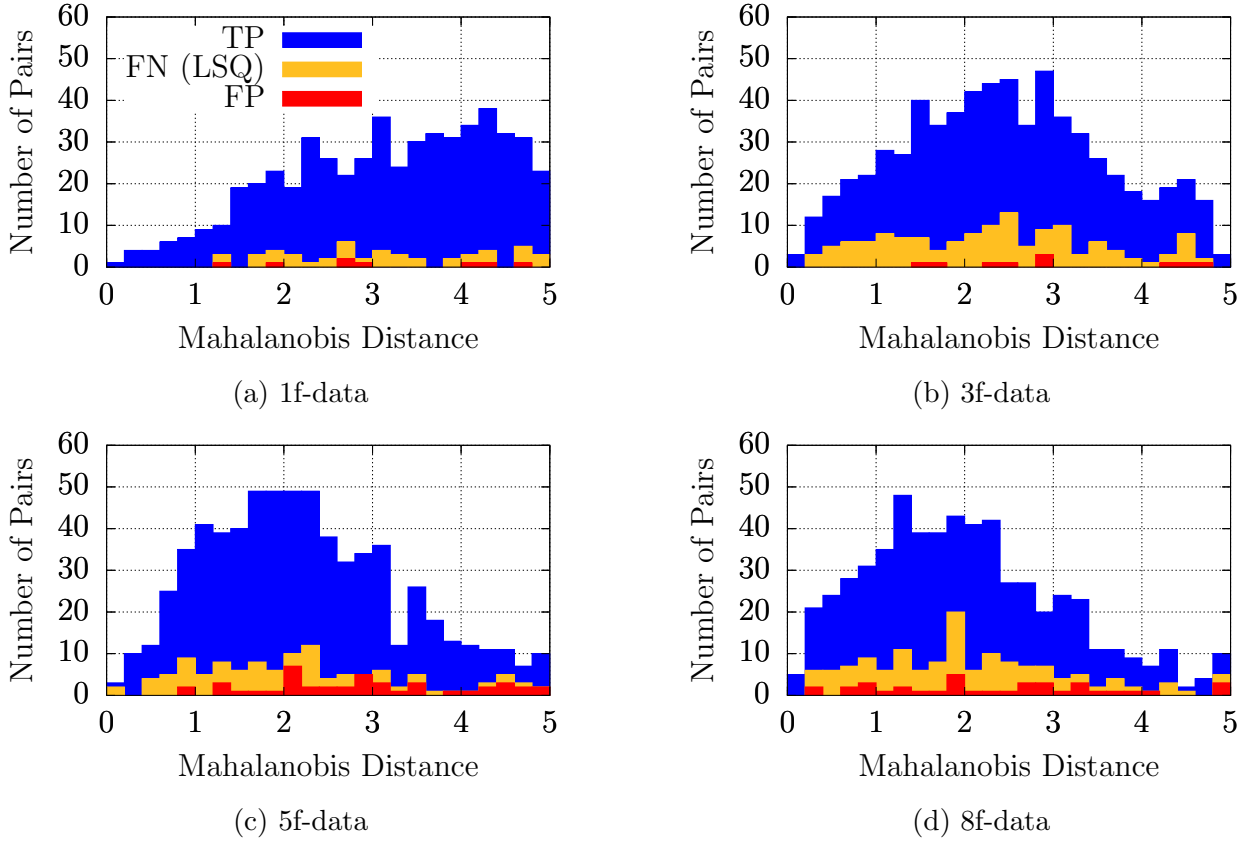 60
50
40
30
20
10
0
Number of Pairs
TP
FN (LSQ)
FP
0 1 2 3 4 5
Mahalanobis Distance
(a) 1f-data
60
50
40
30
20
10
0
Number of Pairs
0 1 2 3 4 5
Mahalanobis Distance
(b) 3f-data
60
50
40
30
20
10
0
Number of Pairs
0 1 2 3 4 5
Mahalanobis Distance
(c) 5f-data
60
50
40
30
20
10
0
Number of Pairs
0 1 2 3 4 5
Mahalanobis Distance
(d) 8f-data